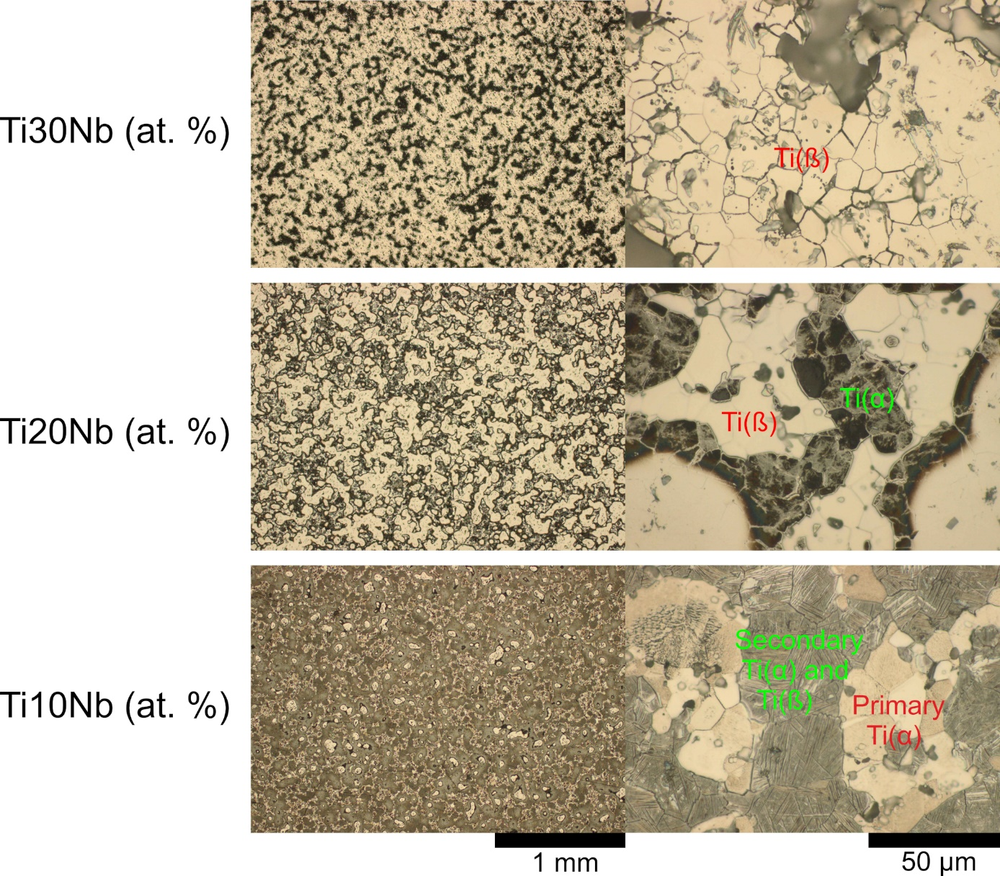 Ti30Nb (at. %)
Ti(ß)
Ti20Nb (at. %)
Ti(α)
Ti(ß)
Ti10Nb (at. %)
Secondary
Ti(α) and
Ti(ß)
Primary
Ti(α)
1 mm
50 µm